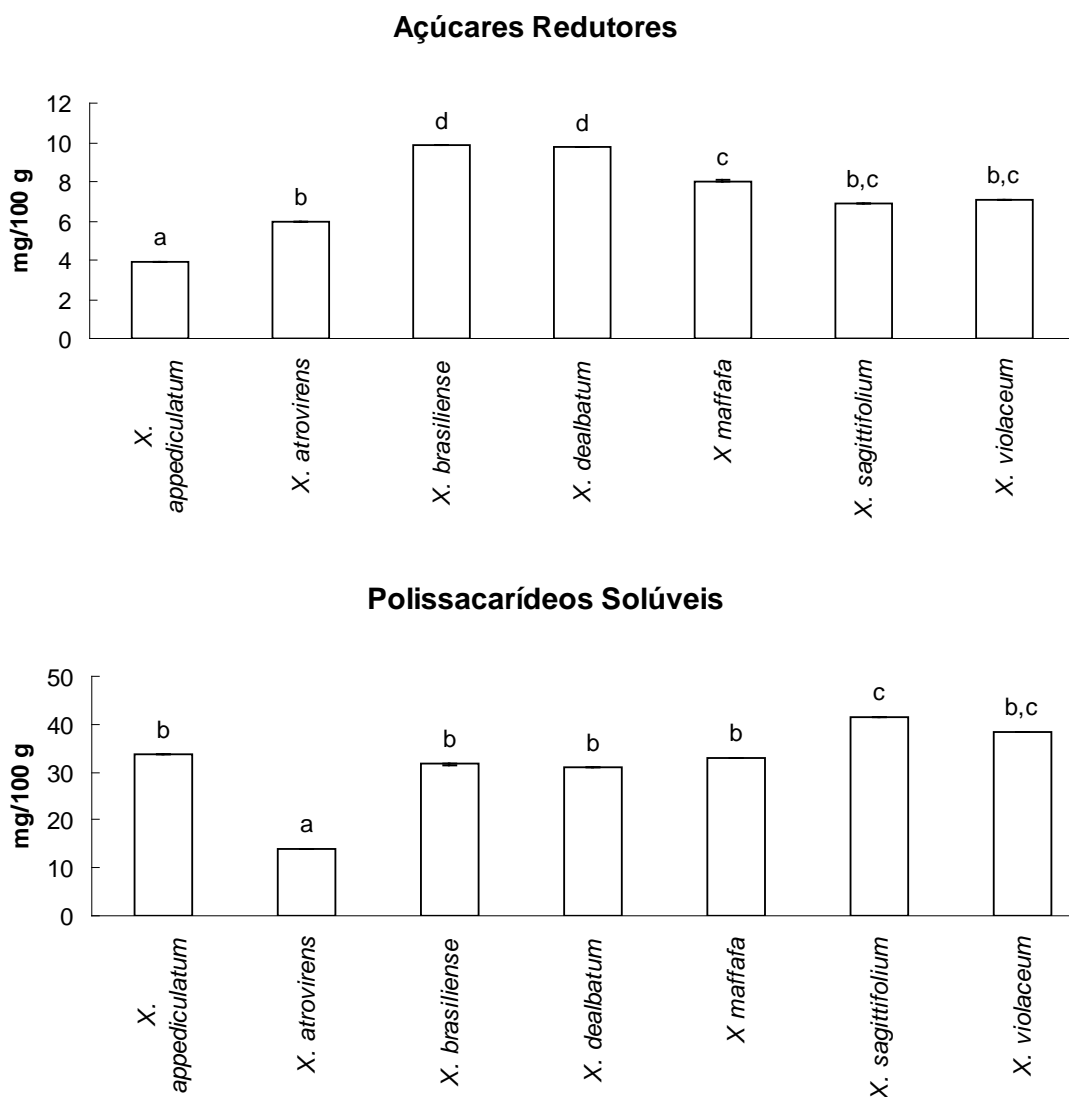 Açúcares Redutores
mg/100 g
12
10
8
6
4
2
0
a
b
d
d
c
b,c
b,c
X.
appediculatum
X. atrovirens
X. brasiliense
X. dealbatum
X maffafa
X. sagittifolium
X. violaceum
Polissacarídeos Solúveis
mg/100 g
50
40
30
20
10
0
b
a
b
b
b
c
b,c
X.
appediculatum
X. atrovirens
X. brasiliense
X. dealbatum
X maffafa
X. sagittifolium
X. violaceum